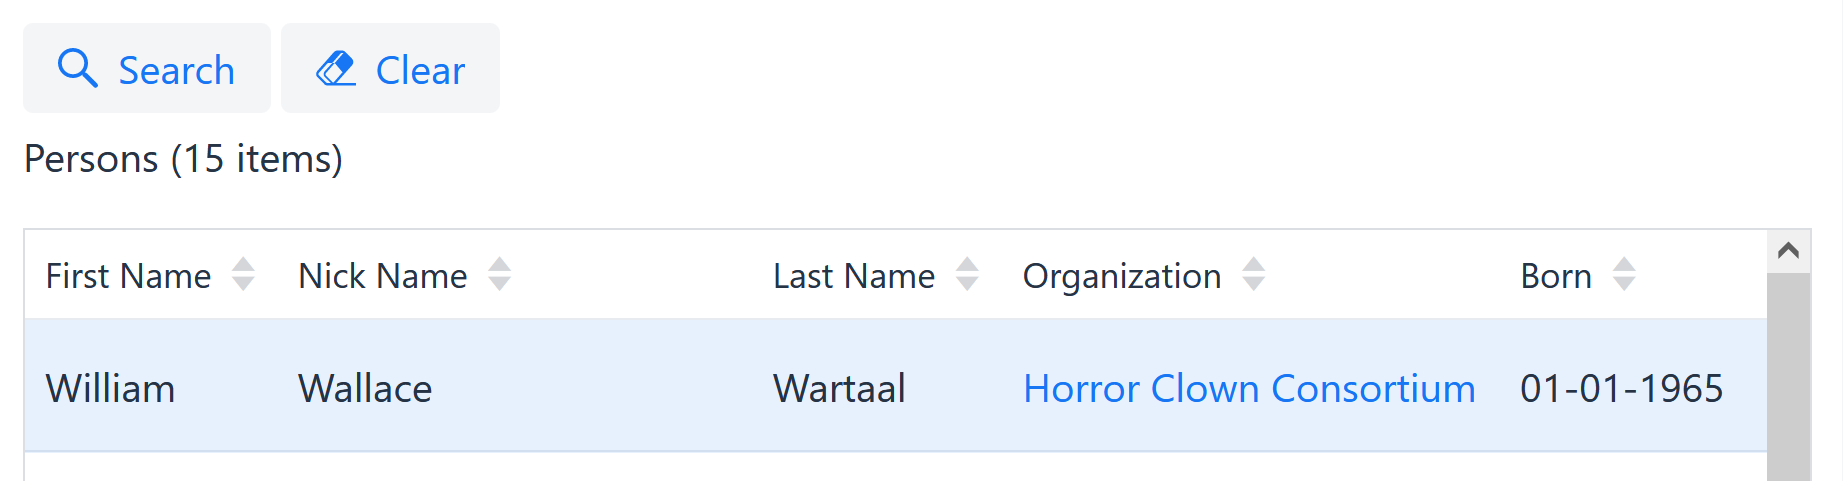 Search Clear
Persons (15 items)
First Name Nick Name Last Name Organization Born
William Wallace Wartaal Horror Clown Consortium 01-01-1965